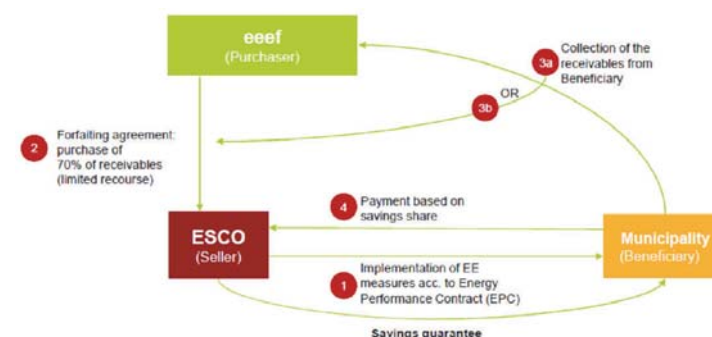 eeef
(Purchaser)
3a
Collection of the
receivables from
Beneficiary
OR
3b
2
Forfaiting agreement:
purchase of
70% of receivables
(limited recourse)
4
Payment based on
savings share
ESCO
(Seller)
Municipality
(Beneficiary)
1
Implementation of EE
measures acc. to Energy
Performance Contract (EPC)
Savings guarantee